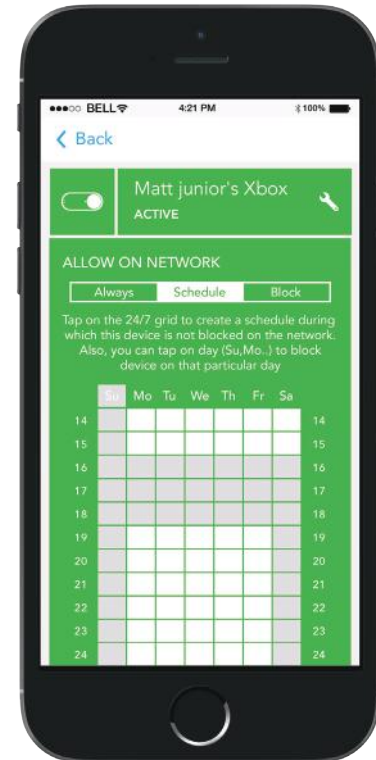 BELL 4:21 PM 100%
Back
Matt junior's Xbox
ACTIVE
ALLOW ON NETWORK
Always Schedule Block
Tap on the 24/7 grid to create a schedule during
which this device is not blocked on the network.
Also, you can tap on day (Su,Mo..) to block
device on that particular day
Su Mo Tu We Th Fr Sa
14 14
15 15
16 16
17 17
18 18
19 19
20 20
21 21
22 22
23 23
24 24